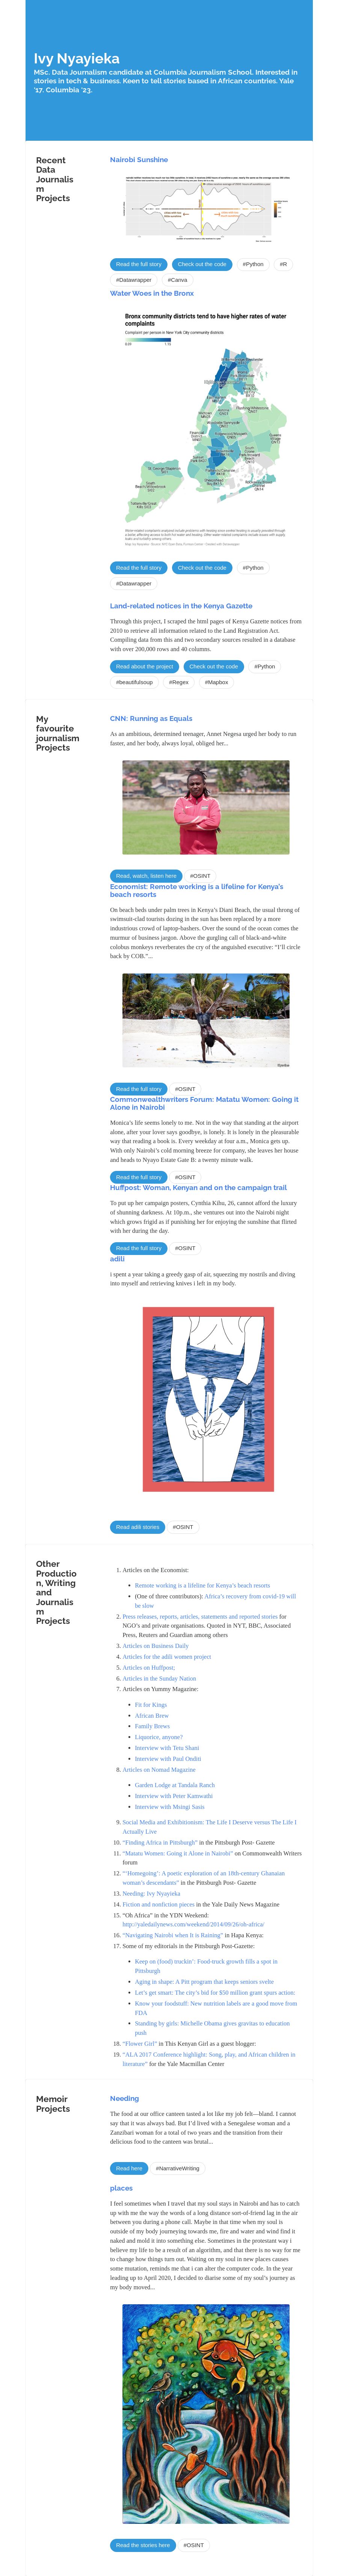 Ivy Nyayieka
MSc. Data Journalism candidate at Columbia Journalism School. Interested in
stories in tech & business. Keen to tell stories based in African countries. Yale
'17. Columbia '23.
Recent
Data
Journalis
m
Projects
Nairobi Sunshine
Read the full story
Check out the code
#Python
#R
#Datawrapper
#Canva
Water Woes in the Bronx
Bronx community districts tend to have higher rates of water
complaints
Complaint per person in New York City community districts
Read the full story
Check out the code
#Python
#Datawrapper
Land-related notices in the Kenya Gazette
Through this project, I scraped the html pages of Kenya Gazette notices from
2010 to retrieve all information related to the Land Registration Act.
Compiling data from this and two secondary sources resulted in a database
with over 200,000 rows and 40 columns.
Read about the project
Check out the code
#Python
#beautifulsoup
#Regex
#Mapbox
My
favourite
journalism
Projects
CNN: Running as Equals
As an ambitious, determined teenager, Annet Negesa urged her body to run
faster, and her body, always loyal, obliged her...
Read, watch, listen here
#OSINT
Economist: Remote working is a lifeline for Kenya's
beach resorts
On beach beds under palm trees in Kenya's Diani Beach, the usual throng of
swimsuit-clad tourists dozing in the sun has been replaced by a more
industrious crowd of laptop-bashers. Over the sound of the ocean comes the
murmur of business jargon. Above the gurgling call of black-and-white
colobus monkeys reverberates the cry of the anguished executive: "I'll circle
back by COB."...
Read the full story
#OSINT
Commonwealthwriters Forum: Matatu Women: Going it
Alone in Nairobi
Monica's life seems lonely to me. Not in the way that standing at the airport
alone, after your lover says goodbye, is lonely. It is lonely in the pleasurable
way that reading a book is. Every weekday at four a.m., Monica gets up.
With only Nairobi's cold morning breeze for company, she leaves her house
and heads to Nyayo Estate Gate B: a twenty minute walk.
Read the full story
#OSINT
Huffpost: Woman, Kenyan and on the campaign trail
To put up her campaign posters, Cynthia Kihu, 26, cannot afford the luxury
of shunning darkness. At 10p.m., she ventures out into the Nairobi night
which grows frigid as if punishing her for enjoying the sunshine that flirted
with her during the day.
Read the full story
#OSINT
adili
i spent a year taking a greedy gasp of air, squeezing my nostrils and diving
into myself and retrieving knives i left in my body.
Read adili stories
#OSINT
Other
Productio
n, Writing
and
Journalis
m
Projects
1. Articles on the Economist:
• Remote working is a lifeline for Kenya's beach resorts
• (One of three contributors): Africa's recovery from covid-19 will
be slow
2. Press releases, reports, articles, statements and reported stories for
NGO's and private organisations. Quoted in NYT, BBC, Associated
Press, Reuters and Guardian among others
3. Articles on Business Daily
4. Articles for the adili women project
5. Articles on Huffpost:
6. Articles in the Sunday Nation
7. Articles on Yummy Magazine:
• Fit for Kings
• African Brew
• Family Brews
• Liquorice, anyone?
• Interview with Tetu Shani
• Interview with Paul Onditi
8. Articles on Nomad Magazine
• Garden Lodge at Tandala Ranch
• Interview with Peter Kamwathi
• Interview with Msingi Sasis
9. Social Media and Exhibitionism: The Life I Deserve versus The Life I
Actually Live
10. "Finding Africa in Pittsburgh" in the Pittsburgh Post- Gazette
11. "Matatu Women: Going it Alone in Nairobi" on Commonwealth Writers
forum
12. "'Homegoing': A poetic exploration of an 18th-century Ghanaian
woman's descendants" in the Pittsburgh Post- Gazette
13. Needing: Ivy Nyayieka
14. Fiction and nonfiction pieces in the Yale Daily News Magazine
15. "Oh Africa" in the YDN Weekend:
http://yaledailynews.com/weekend/2014/09/26/oh-africa/
16. "Navigating Nairobi when It is Raining" in Hapa Kenya:
17. Some of my editorials in the Pittsburgh Post-Gazette:
• Keep on (food) truckin': Food-truck growth fills a spot in
Pittsburgh
• Aging in shape: A Pitt program that keeps seniors svelte
• Let's get smart: The city's bid for $50 million grant spurs action:
• Know your foodstuff: New nutrition labels are a good move from
FDA
• Standing by girls: Michelle Obama gives gravitas to education
push
18. "Flower Girl" in This Kenyan Girl as a guest blogger:
19. "ALA 2017 Conference highlight: Song, play, and African children in
literature" for the Yale Macmillan Center
Memoir
Projects
Needing
The food at our office canteen tasted a lot like my job felt—bland. I cannot
say that it was always bad. But I'd lived with a Senegalese woman and a
Zanzibari woman for a total of two years and the transition from their
delicious food to the canteen was brutal...
Read here
#NarrativeWriting
places
I feel sometimes when I travel that my soul stays in Nairobi and has to catch
up with me the way the words of a long distance sort-of-friend lag in the air
between you during a phone call. Maybe in that time when my soul is
outside of my body journeying towards me, fire and water and wind find it
naked and mold it into something else. Sometimes in the protestant way i
believe my life to be a result of an algorithm, and that there is no way for me
to change how things turn out. Waiting on my soul in new places causes
some mutation, reminds me that i can alter the computer code. In the year
leading up to April 2020, I decided to diarise some of my soul's journey as
my body moved...
Read the stories here
#OSINT